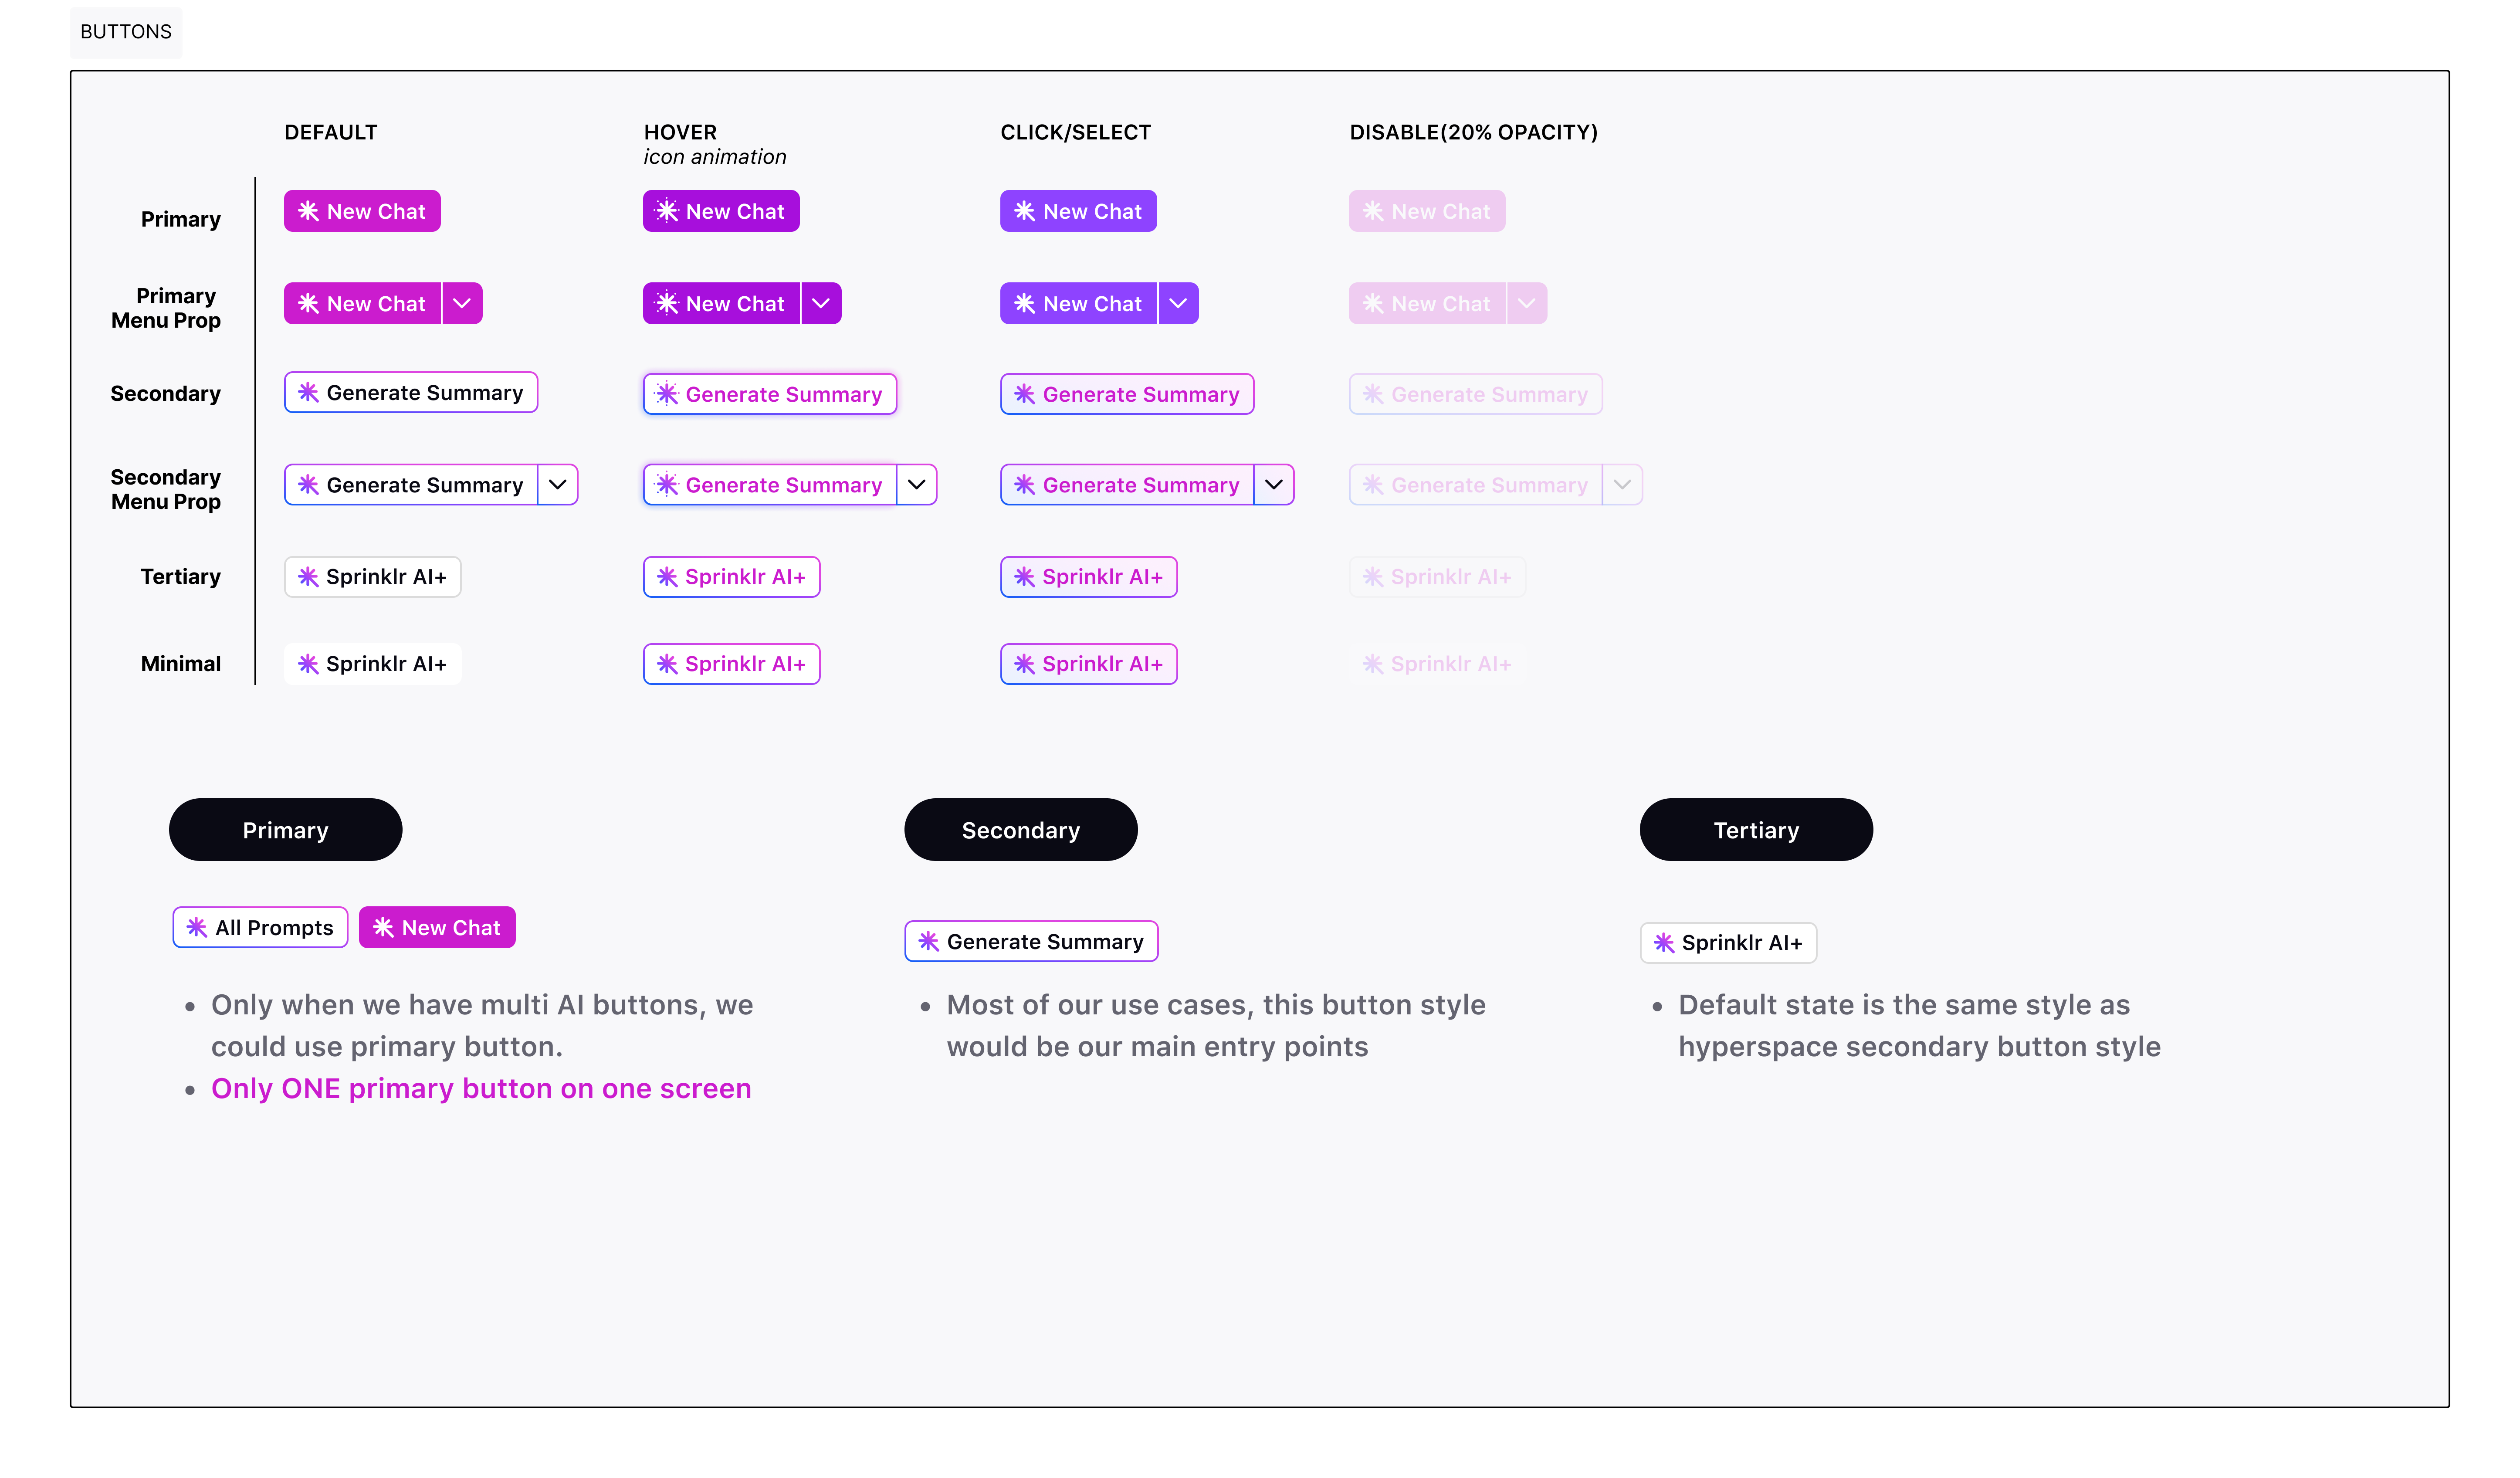 BUTTONS
DEFAULT
HOVER
icon animation
CLICK/SELECT
DISABLE(20% OPACITY)
Primary
New Chat
New Chat
New Chat
New Chat
Primary
Menu Prop
New Chat
New Chat
New Chat
New Chat
Secondary
Generate Summary
Generate Summary
Generate Summary
Generate Summary
Secondary
Menu Prop
Generate Summary
Generate Summary
Generate Summary
Generate Summary
Tertiary
Sprinklr AI+
Sprinklr AI+
Sprinklr AI+
Sprinklr AI+
Minimal
Sprinklr AI+
Sprinklr AI+
Sprinklr AI+
Sprinklr AI+
Primary
All Prompts
New Chat
• Only when we have multi AI buttons, we
could use primary button.
• Only ONE primary button on one screen
Secondary
Generate Summary
• Most of our use cases, this button style
would be our main entry points
Tertiary
Sprinklr AI+
• Default state is the same style as
hyperspace secondary button style